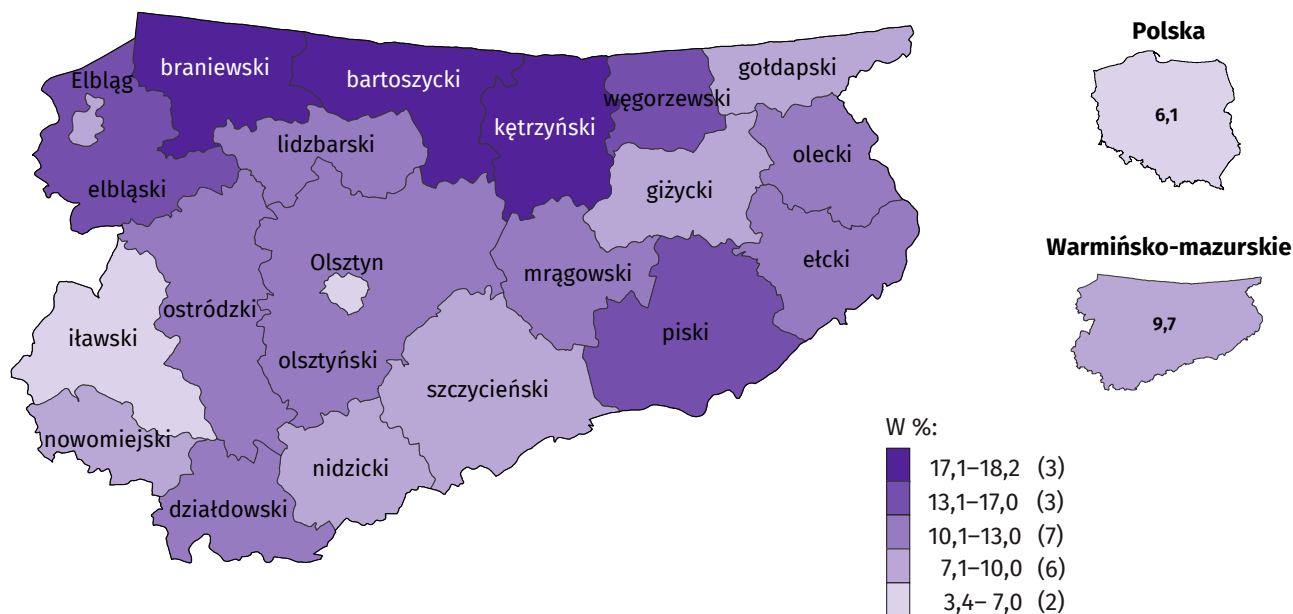 Polska
6,1
Warmińsko-mazurskie
9,7
Elbląg
braniewski
bartoszycki
kętrzyński
węgorzewski
gołdapski
lidzbarski
olecki
elbląski
giżycki
Olsztyn
mrągowski
ełcki
ostródzki
iławski
olsztyński
piski
szczycieński
nowomiejski
nidzicki
działdowski
W %:
17,1–18,2 (3)
13,1–17,0 (3)
10,1–13,0 (7)
7,1–10,0 (6)
3,4– 7,0 (2)